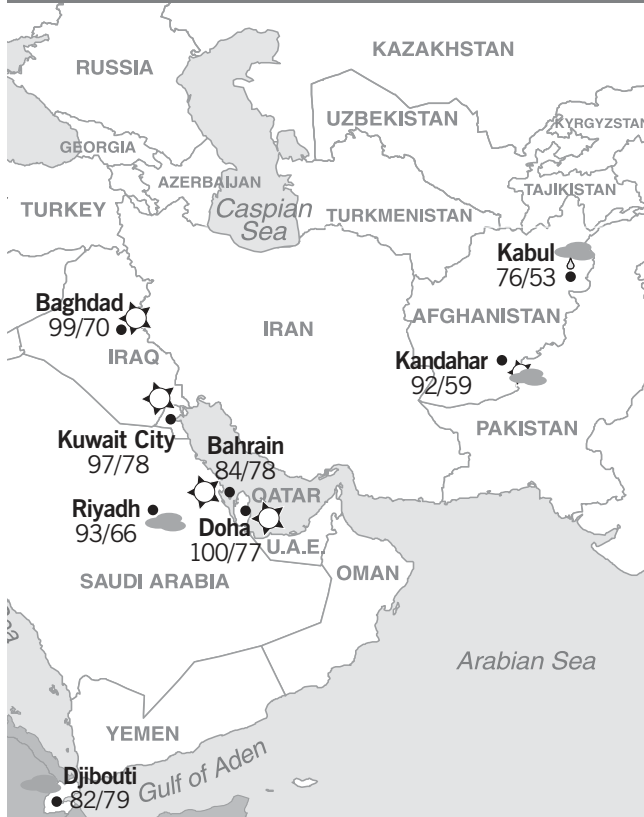 KAZAKHSTAN
RUSSIA
UZBEKISTAN
KYRGYZSTAN
GEORGIA
AZERBAIJAN
TAJIKISTAN
TURKEY
Caspian
Sea
TURKMENISTAN
Kabul
76/53
Baghdad
99/70
IRAN
AFGHANISTAN
IRAQ
Kandahar
92/59
PAKISTAN
Kuwait City
97/78
Bahrain
84/78
QATAR
Riyadh
93/66
Doha
100/77
U.A.E.
OMAN
SAUDI ARABIA
Arabian Sea
YEMEN
Gulf of Aden
Djibouti
82/79